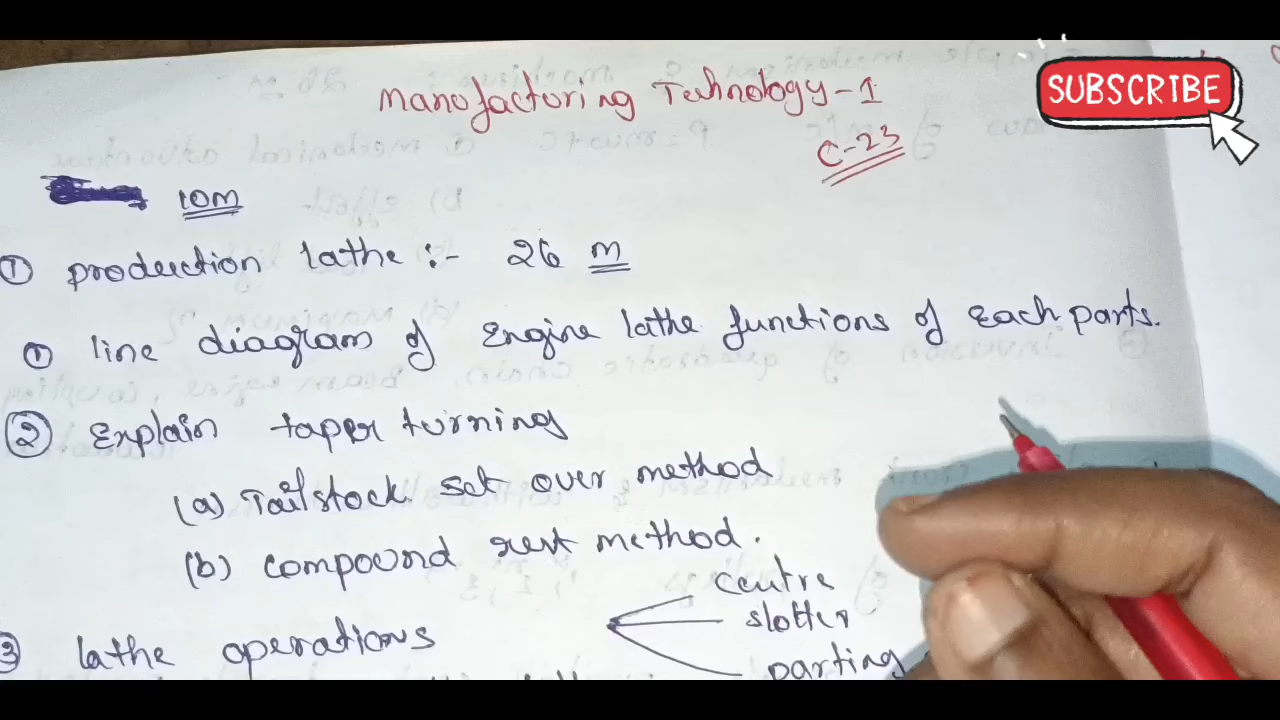 Manufacturing Technology-1
SUBSCRIBE
C-23
10m
① production lathe :- 26 m
① line diagram of Engine lathe functions of Each parts.
② Explain taper turning
(a) Tailstock set over method
(b) compound rest method.
③ lathe operations
centre
slotter
parting